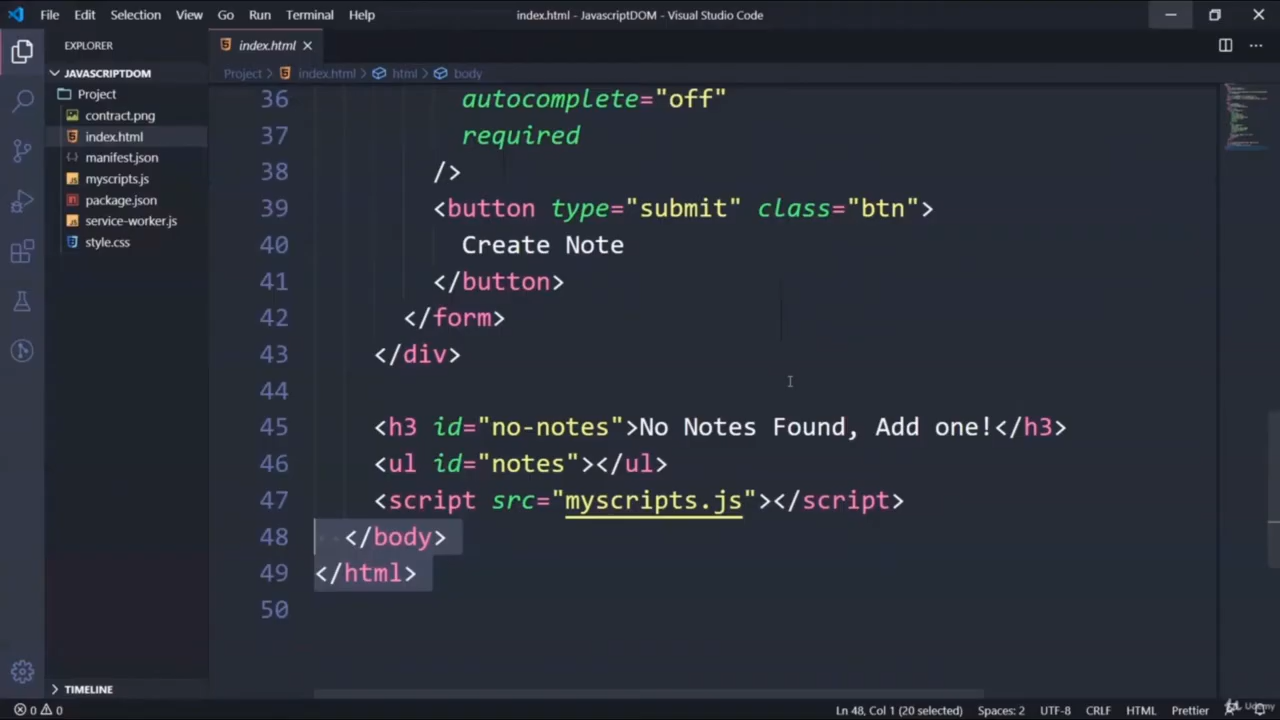 File Edit Selection View Go Run Terminal Help
index.html - JavascriptDOM - Visual Studio Code
EXPLORER
JAVASCRIPTDOM
Project
contract.png
index.html
manifest.json
myscripts.js
package.json
service-worker.js
style.css
TIMELINE
index.html
Project > index.html > html > body
36 autocomplete="off"
37 required
38 />
39 <button type="submit" class="btn">
40 Create Note
41 </button>
42 </form>
43 </div>
44
45 <h3 id="no-notes">No Notes Found, Add one!</h3>
46 <ul id="notes"></ul>
47 <script src="myscripts.js"></script>
48 </body>
49 </html>
50
0 0
Ln 48, Col 1 (20 selected) Spaces: 2 UTF-8 CRLF HTML Prettier
Udemy